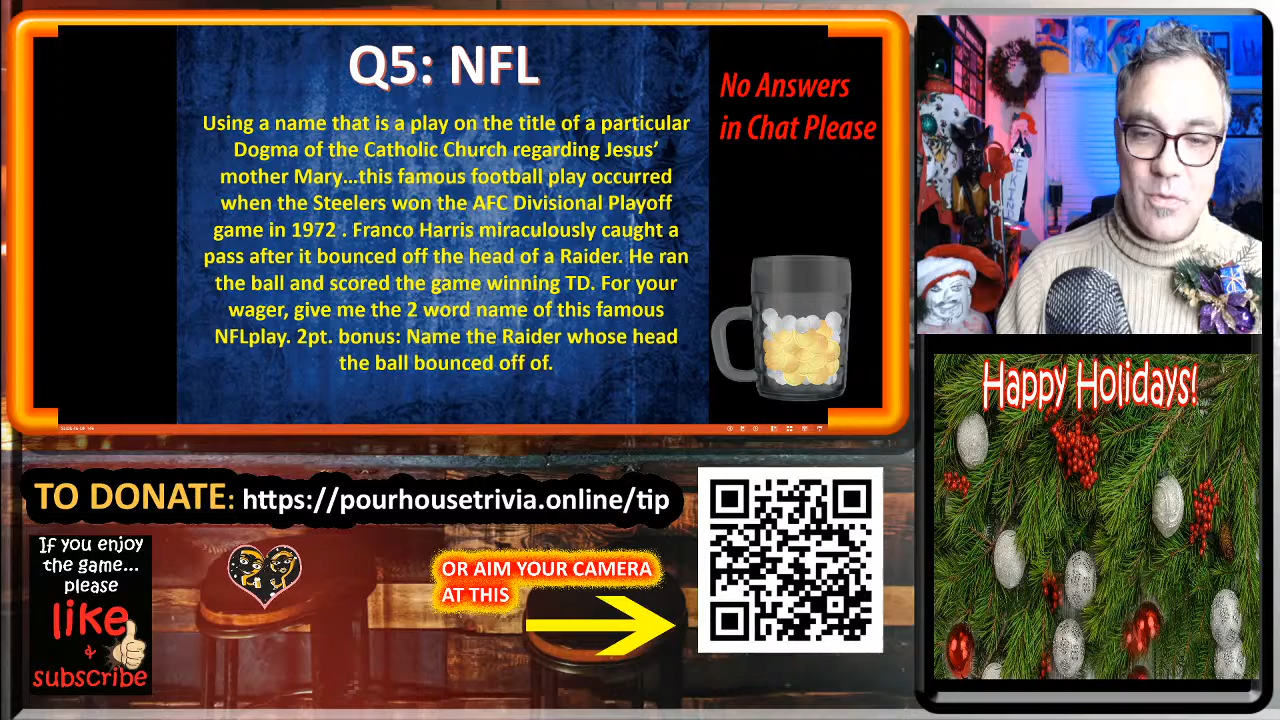 Q5: NFL
Using a name that is a play on the title of a particular
Dogma of the Catholic Church regarding Jesus’
mother Mary…this famous football play occurred
when the Steelers won the AFC Divisional Playoff
game in 1972 . Franco Harris miraculously caught a
pass after it bounced off the head of a Raider. He ran
the ball and scored the game winning TD. For your
wager, give me the 2 word name of this famous
NFLplay. 2pt. bonus: Name the Raider whose head
the ball bounced off of.
No Answers
in Chat Please
Happy Holidays!
TO DONATE: https://pourhousetrivia.online/tip
If you enjoy
the game...
please
like
&
subscribe
OR AIM YOUR CAMERA
AT THIS